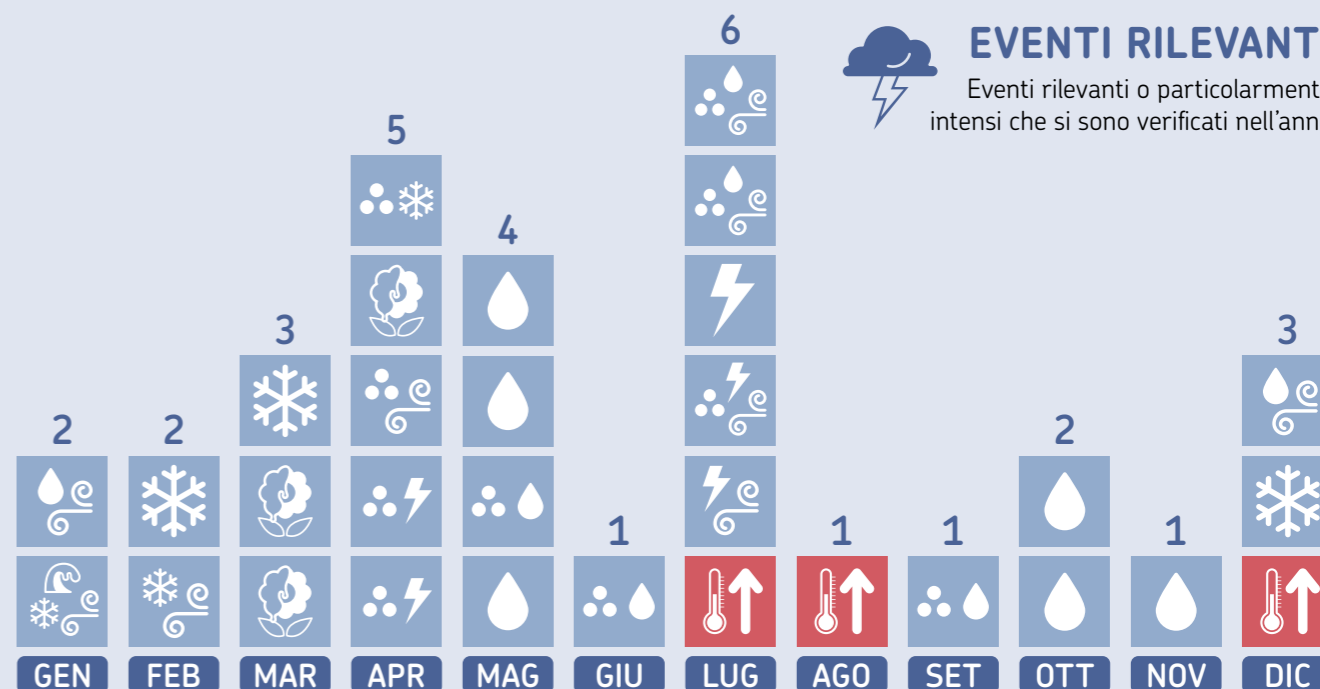 EVENTI RILEVANT
Eventi rilevanti o particolarment
intensi che si sono verificati nell'ann
2
2
3
5
4
1
6
1
1
2
1
3
GEN
FEB
MAR
APR
MAG
GIU
LUG
AGO
SET
OTT
NOV
DIC